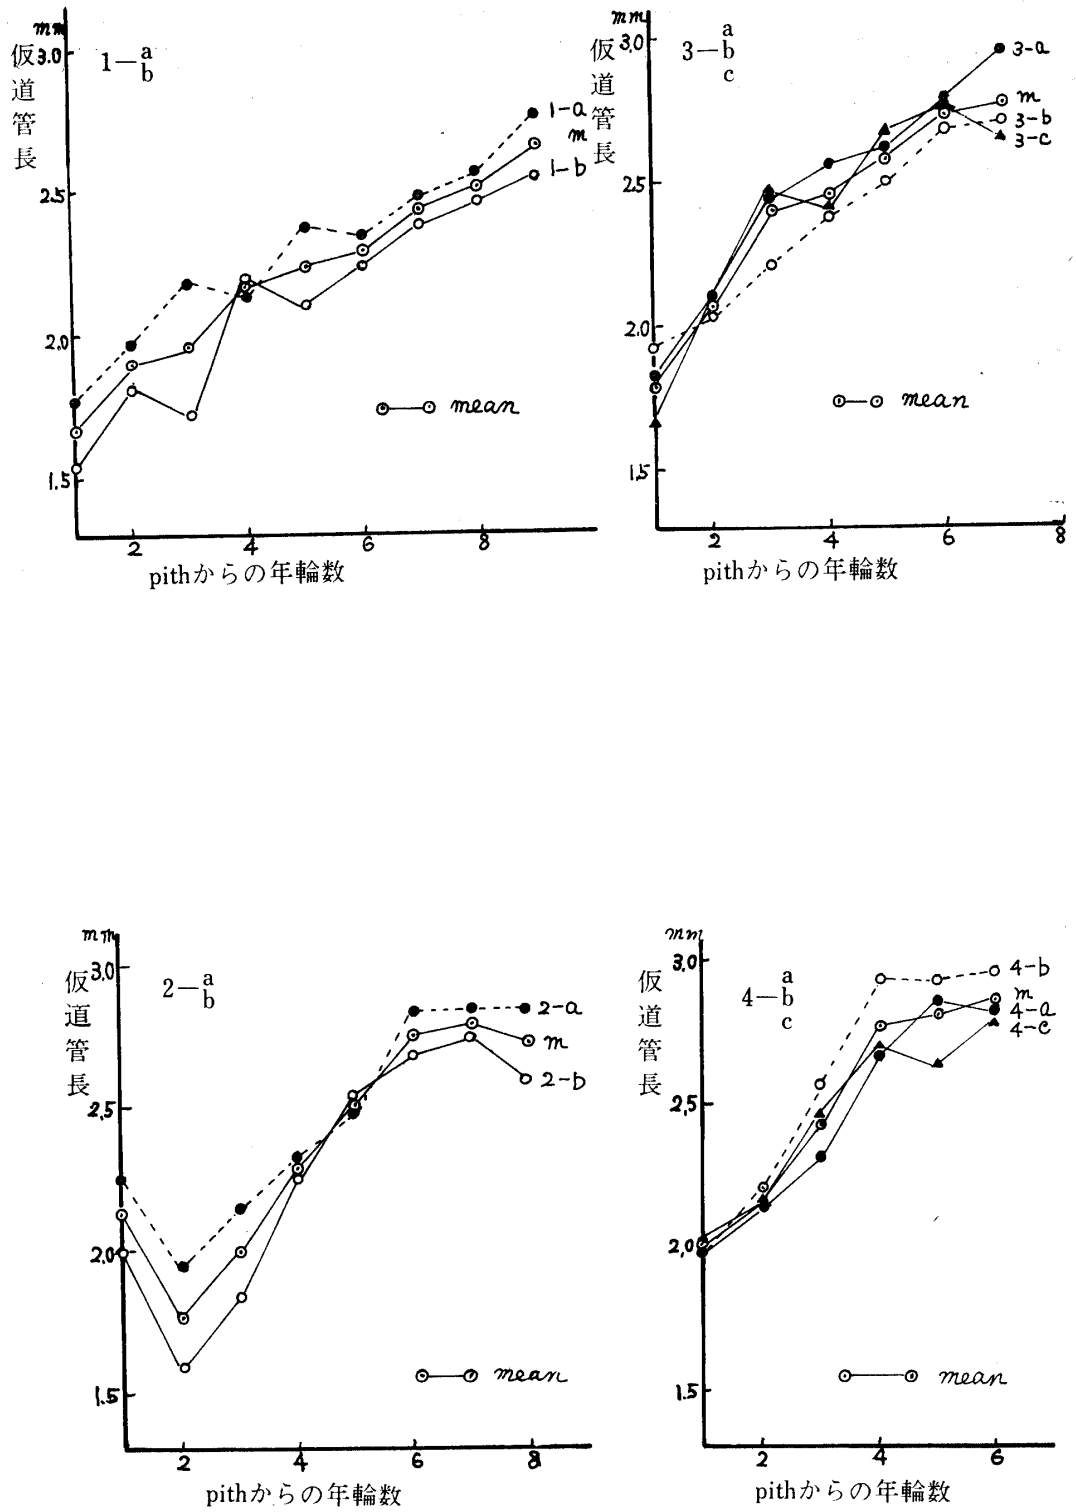 mm
仮道管長
3.0
2.5
2.0
1.5
1—a
b
1-a
m
1-b
mean
2 4 6 8
pithからの年輪数
mm
仮道管長
3.0
2.5
2.0
1.5
3—a
b
c
3-a
m
3-b
3-c
mean
2 4 6 8
pithからの年輪数
mm
仮道管長
3.0
2,5
2,0
1.5
2—a
b
2-a
m
2-b
mean
2 4 6 8
pithからの年輪数
mm
仮道管長
3.0
2,5
2,0
1.5
4—a
b
c
4-b
m
4-a
4-c
mean
2 4 6
pithからの年輪数